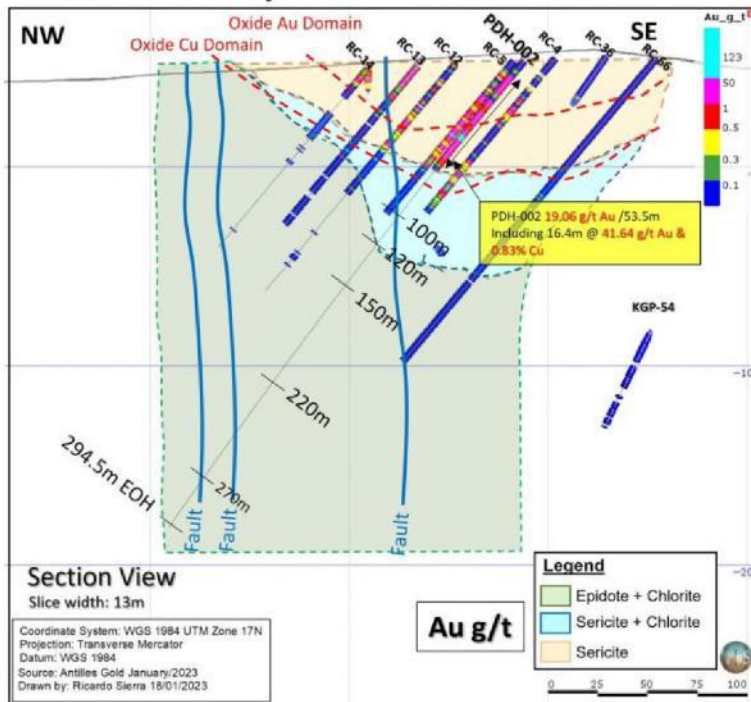 NW
SE
Oxide Au Domain
Oxide Cu Domain
RC-14
RC-13
RC-12
PDH-002
RC-4
RC-36
Au_g_t
123
50
1
0.5
0.3
0.1
PDH-002 19,06 g/t Au /53.5m
Including 16.4m @ 41.64 g/t Au &
0.83% Cu
100m
120m
150m
220m
270m
294.5m EOH
KGP-54
Fault
Fault
Fault
-10
-20
Section View
Slice width: 13m
Coordinate System: WGS 1984 UTM Zone 17N
Projection: Transverse Mercator
Datum: WGS 1984
Source: Antilles Gold January/2023
Drawn by: Ricardo Sierra 18/01/2023
Au g/t
Legend
Epidote + Chlorite
Sericite + Chlorite
Sericite
0 25 50 75 100